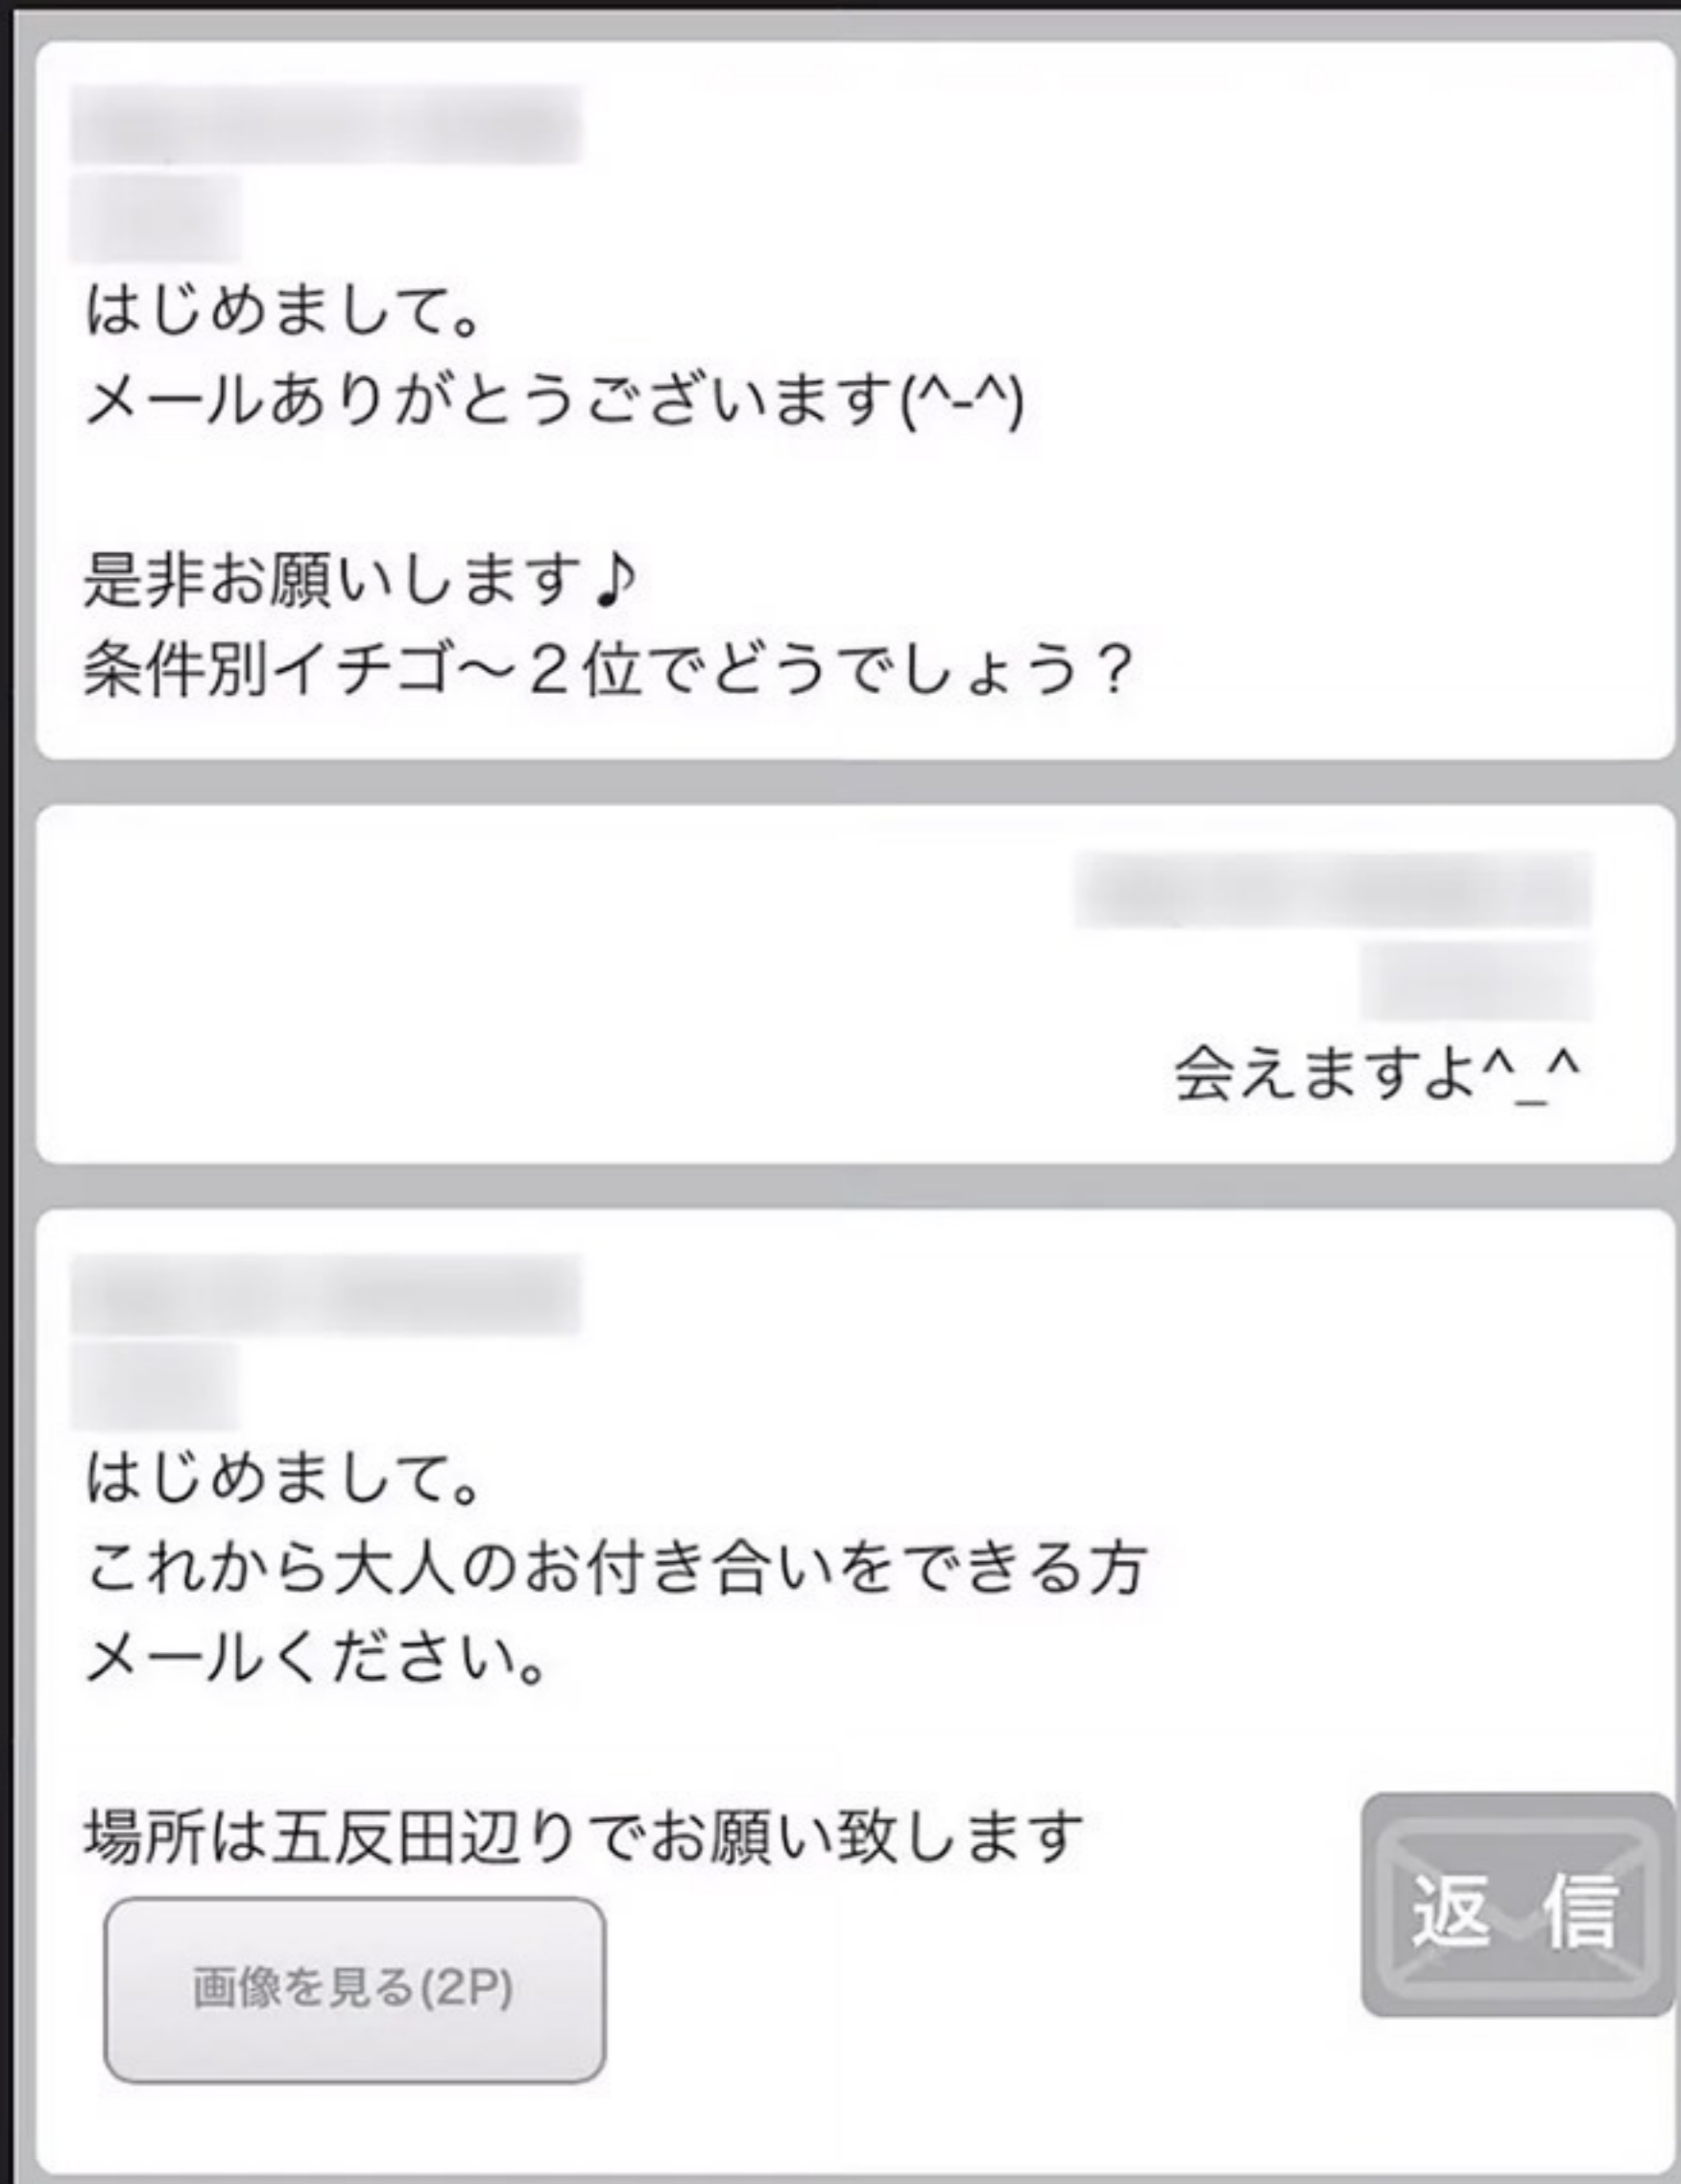 はじめまして。
メールありがとうございます(^-^)
是非お願いします♪
条件別イチゴ〜２位でどうでしょう？
会えますよ^_^
はじめまして。
これから大人のお付き合いをできる方
メールください。
場所は五反田辺りでお願い致します
返 信
画像を見る(2P)